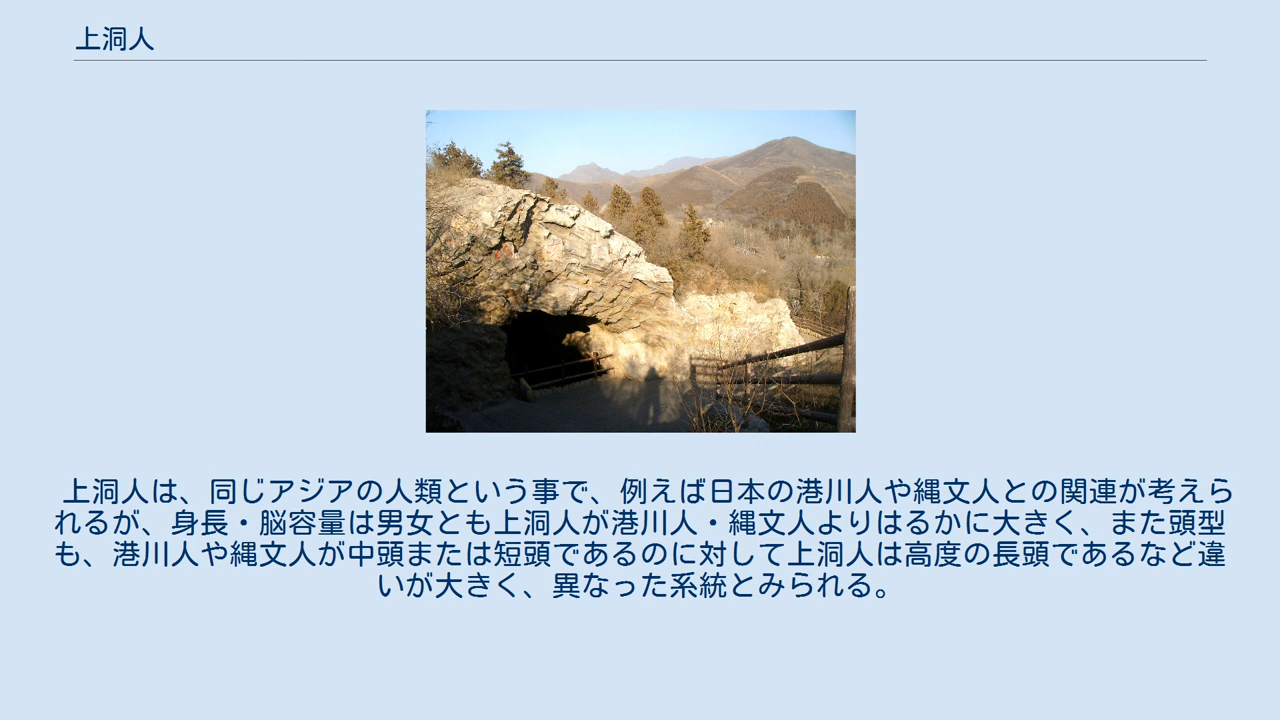 上洞人
上洞人は、同じアジアの人類という事で、例えば日本の港川人や縄文人との関連が考えら
れるが、身長・脳容量は男女とも上洞人が港川人・縄文人よりはるかに大きく、また頭型
も、港川人や縄文人が中頭または短頭であるのに対して上洞人は高度の長頭であるなど違
いが大きく、異なった系統とみられる。